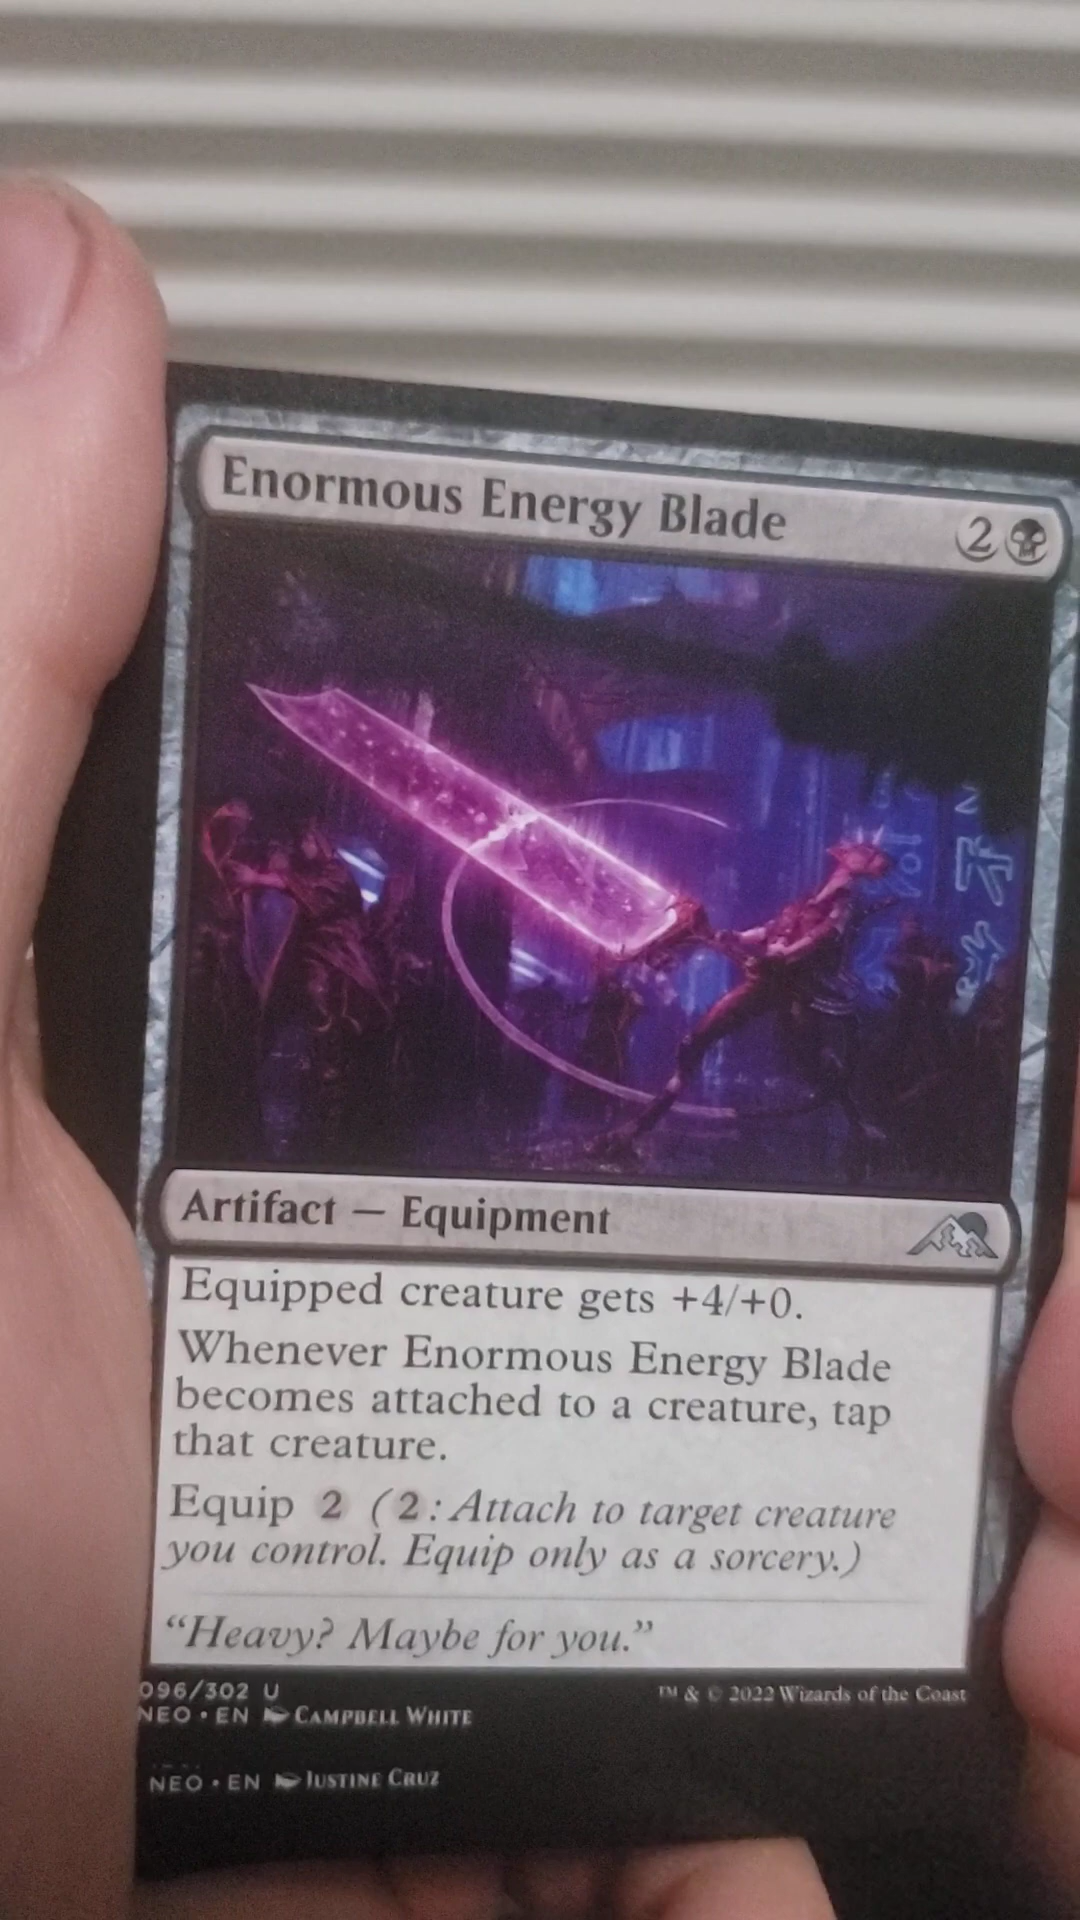 Enormous Energy Blade 2
Artifact — Equipment
Equipped creature gets +4/+0.
Whenever Enormous Energy Blade
becomes attached to a creature, tap
that creature.
Equip 2 (2: Attach to target creature
you control. Equip only as a sorcery.)
“Heavy? Maybe for you.”
096/302 U
™ & © 2022 Wizards of the Coast
NEO • EN CAMPBELL WHITE
NEO • EN JUSTINE CRUZ